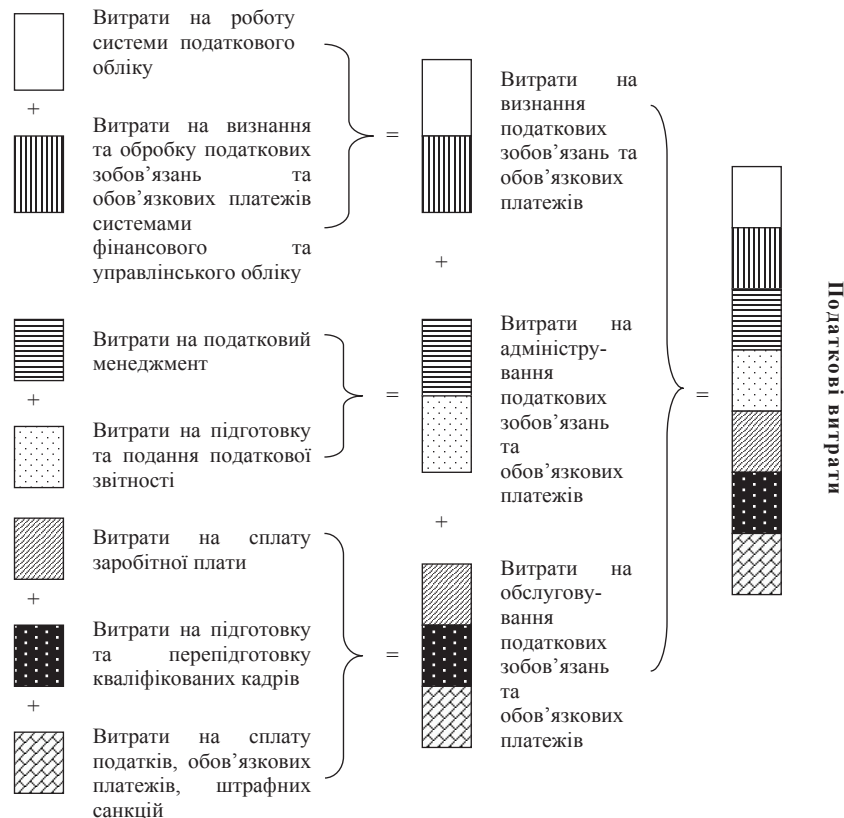 Витрати на роботу
системи податкового
обліку
+
Витрати на визнання
та обробку податкових
зобов’язань та
обов’язкових платежів
системами
фінансового та
управлінського обліку
=
Витрати на
визнання
податкових
зобов’язань та
обов’язкових
платежів
+
Витрати на податковий
менеджмент
+
Витрати на підготовку
та подання податкової
звітності
=
Витрати на
адміністру-
вання
податкових
зобов’язань
та
обов’язкових
платежів
+
Витрати на сплату
заробітної плати
+
Витрати на підготовку
та перепідготовку
кваліфікованих кадрів
+
Витрати на сплату
податків, обов’язкових
платежів, штрафних
санкцій
=
Витрати на
обслугову-
вання
податкових
зобов’язань
та
обов’язкових
платежів
=
Податкові витрати